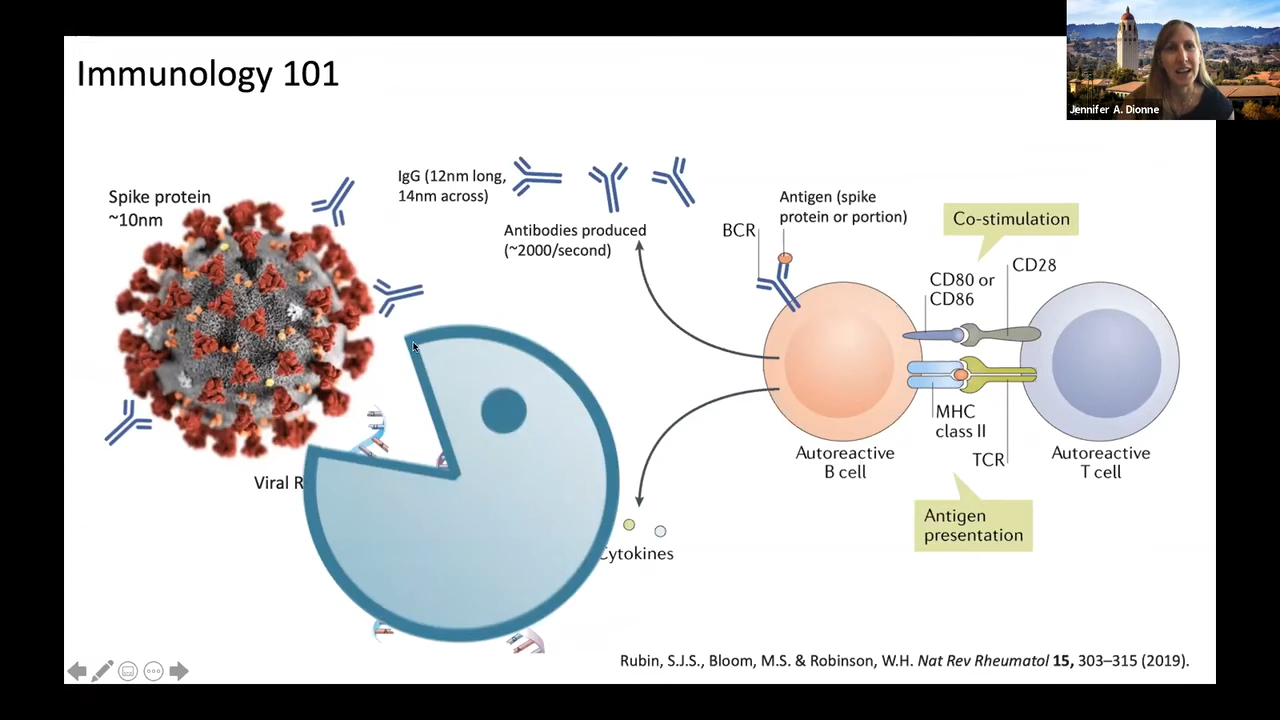 Immunology 101
Jennifer A. Dionne
Spike protein
~10nm
IgG (12nm long,
14nm across)
Antibodies produced
(~2000/second)
BCR
Antigen (spike
protein or portion)
Co-stimulation
CD80 or
CD86
CD28
MHC
class II
TCR
Autoreactive
B cell
Autoreactive
T cell
Antigen
presentation
Viral R
Cytokines
Rubin, S.J.S., Bloom, M.S. & Robinson, W.H. Nat Rev Rheumatol 15, 303–315 (2019).